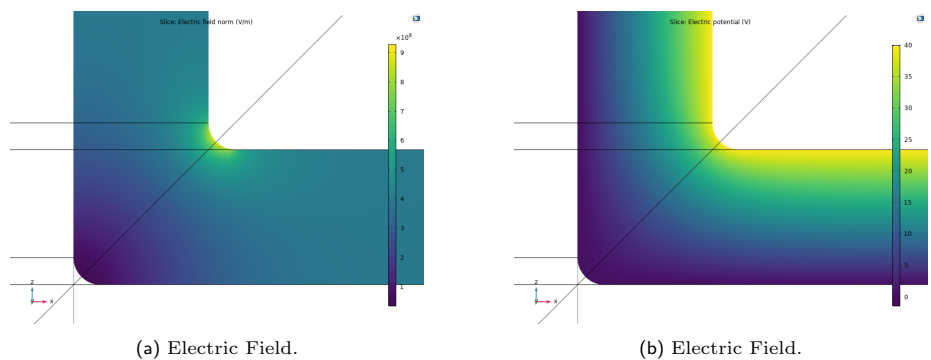 Slice: Electric field norm (V/m)
×10⁸
9
8
7
6
5
4
3
2
1
z
y
x
(a) Electric Field.
Slice: Electric potential (V)
40
35
30
25
20
15
10
5
0
z
y
x
(b) Electric Field.